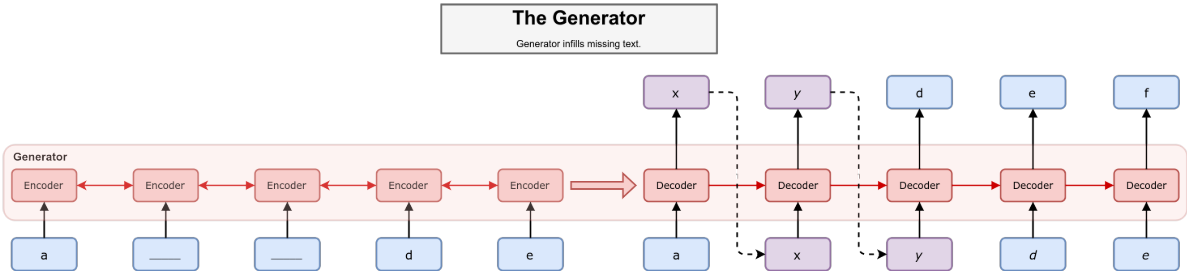 The Generator
Generator infills missing text.
x y d e f
Generator
Encoder Encoder Encoder Encoder Encoder Decoder Decoder Decoder Decoder Decoder
a ____ ____ d e a x y d e